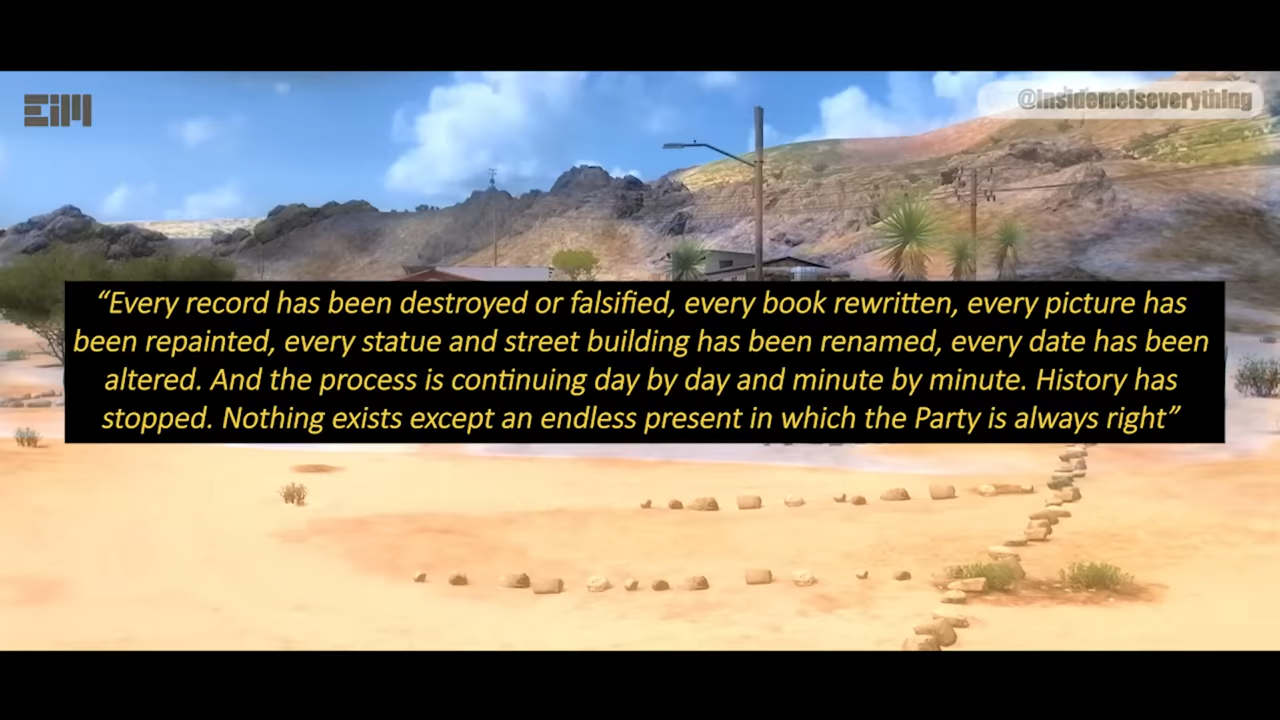 EiM
@insidemeiseverything
“Every record has been destroyed or falsified, every book rewritten, every picture has
been repainted, every statue and street building has been renamed, every date has been
altered. And the process is continuing day by day and minute by minute. History has
stopped. Nothing exists except an endless present in which the Party is always right”